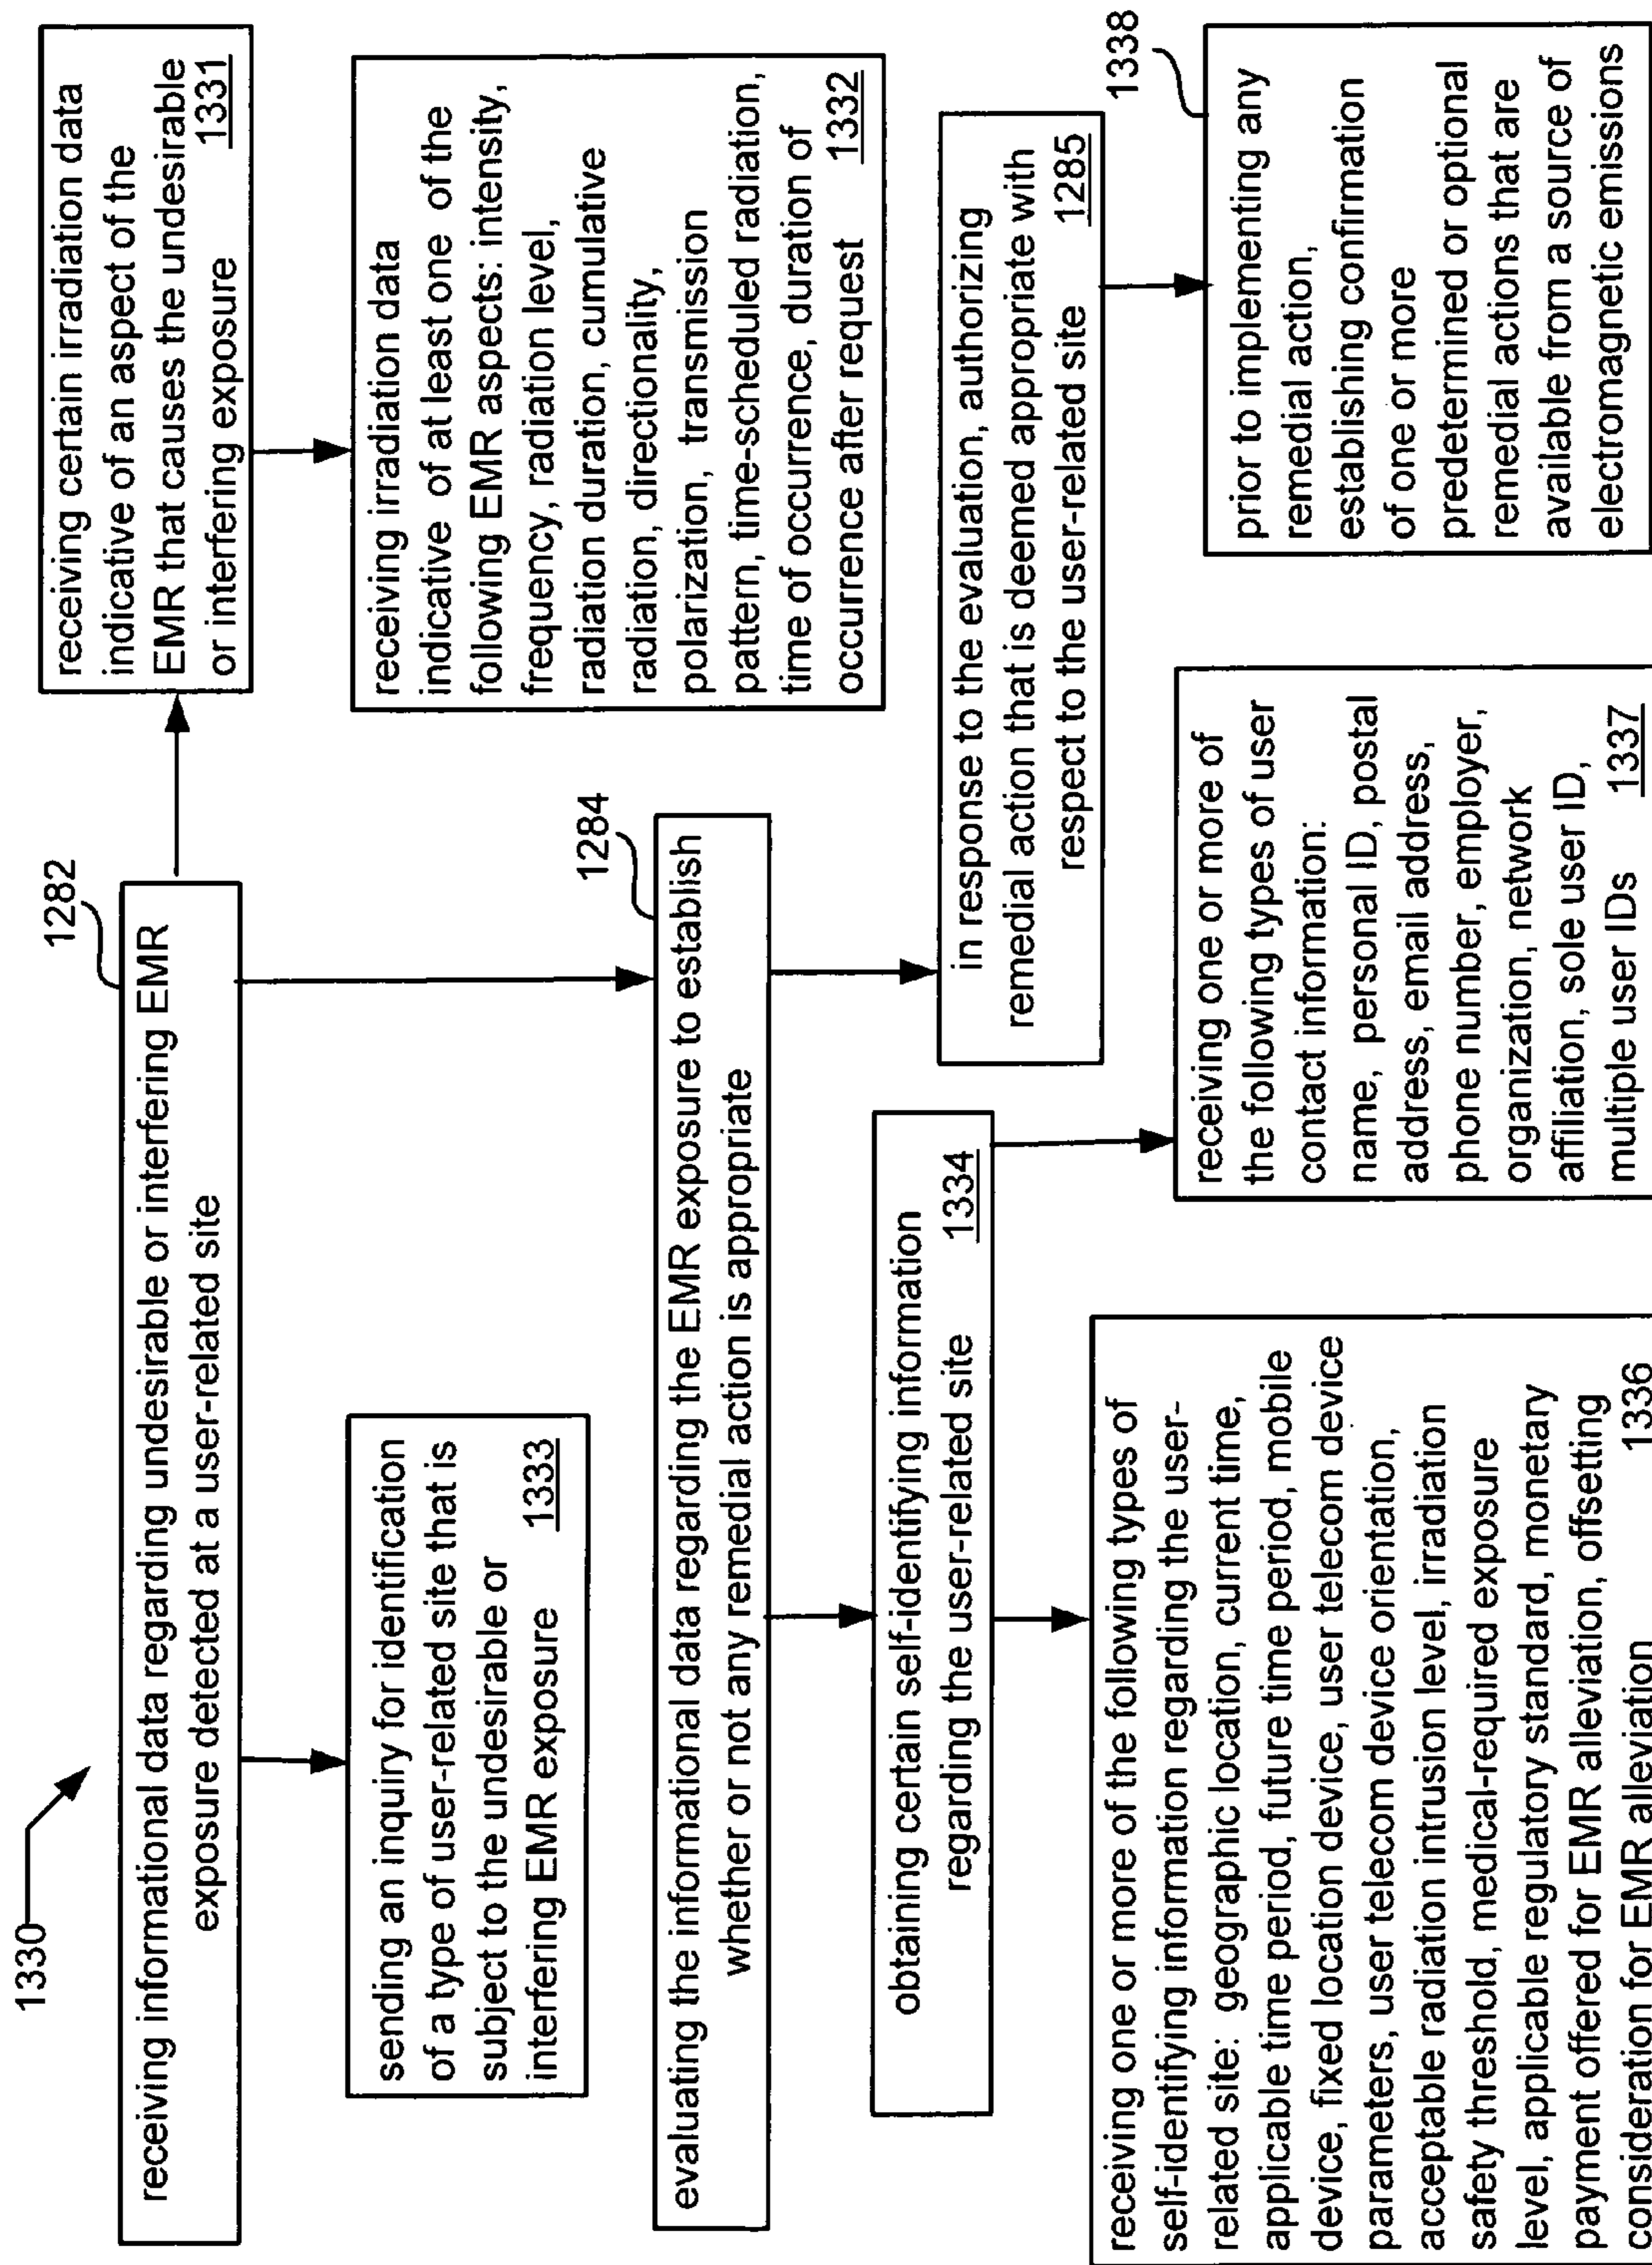 1330
1282
receiving informational data regarding undesirable or interfering EMR
exposure detected at a user-related site
receiving certain irradiation data
indicative of an aspect of the
EMR that causes the undesirable
or interfering exposure 1331
sending an inquiry for identification
of a type of user-related site that is
subject to the undesirable or
interfering EMR exposure 1333
receiving irradiation data
indicative of at least one of the
following EMR aspects: intensity,
frequency, radiation level,
radiation duration, cumulative
radiation, directionality,
polarization, transmission
pattern, time-scheduled radiation,
time of occurrence, duration of
occurrence after request 1332
1284
evaluating the informational data regarding the EMR exposure to establish
whether or not any remedial action is appropriate
obtaining certain self-identifying information
regarding the user-related site 1334
in response to the evaluation, authorizing
remedial action that is deemed appropriate with
respect to the user-related site 1285
receiving one or more of the following types of
self-identifying information regarding the user-
related site: geographic location, current time,
applicable time period, future time period, mobile
device, fixed location device, user telecom device
parameters, user telecom device orientation,
acceptable radiation intrusion level, irradiation
safety threshold, medical-required exposure
level, applicable regulatory standard, monetary
payment offered for EMR alleviation, offsetting
consideration for EMR alleviation 1336
receiving one or more of
the following types of user
contact information:
name, personal ID, postal
address, email address,
phone number, employer,
organization, network
affiliation, sole user ID,
multiple user IDs 1337
1338
prior to implementing any
remedial action,
establishing confirmation
of one or more
predetermined or optional
remedial actions that are
available from a source of
electromagnetic emissions